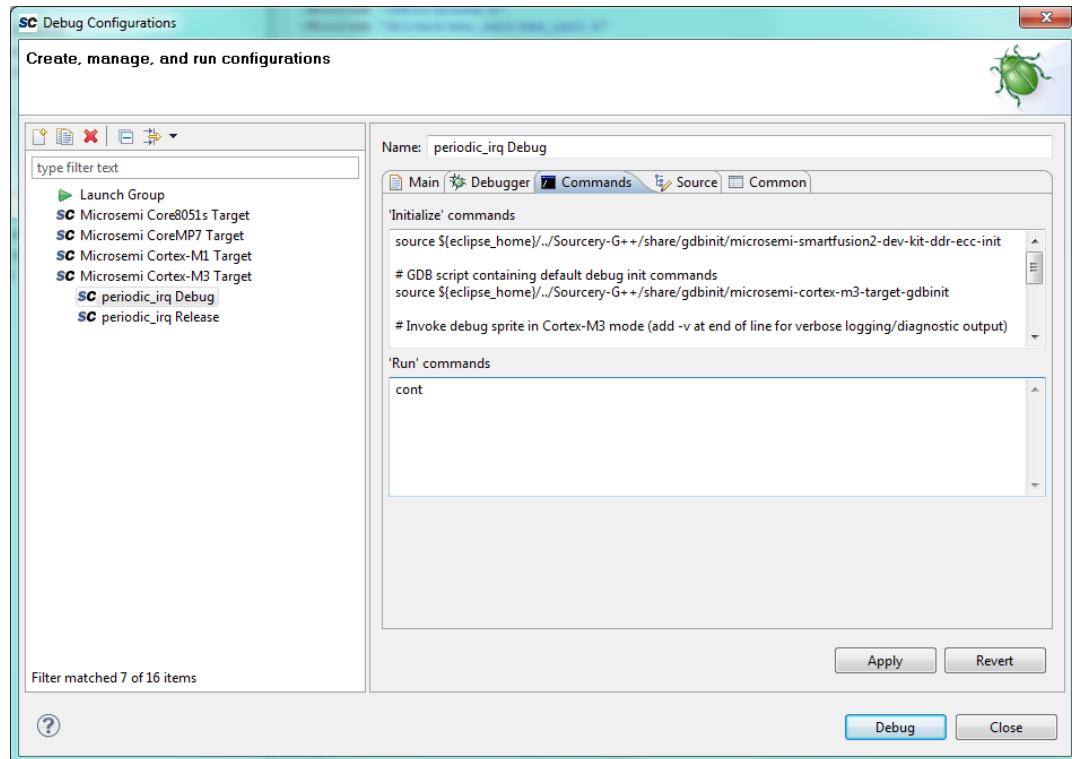 SC Debug Configurations
x
Create, manage, and run configurations
type filter text
Launch Group
SC Microsemi Core8051s Target
SC Microsemi CoreMP7 Target
SC Microsemi Cortex-M1 Target
SC Microsemi Cortex-M3 Target
SC periodic_irq Debug
SC periodic_irq Release
Filter matched 7 of 16 items
Name: periodic_irq Debug
Main Debugger Commands Source Common
'Initialize' commands
source ${eclipse_home}/../Sourcery-G++/share/gdbinit/microsemi-smartfusion2-dev-kit-ddr-ecc-init
# GDB script containing default debug init commands
source ${eclipse_home}/../Sourcery-G++/share/gdbinit/microsemi-cortex-m3-target-gdbinit
# Invoke debug sprite in Cortex-M3 mode (add -v at end of line for verbose logging/diagnostic output)
'Run' commands
cont
Apply Revert
?
Debug Close